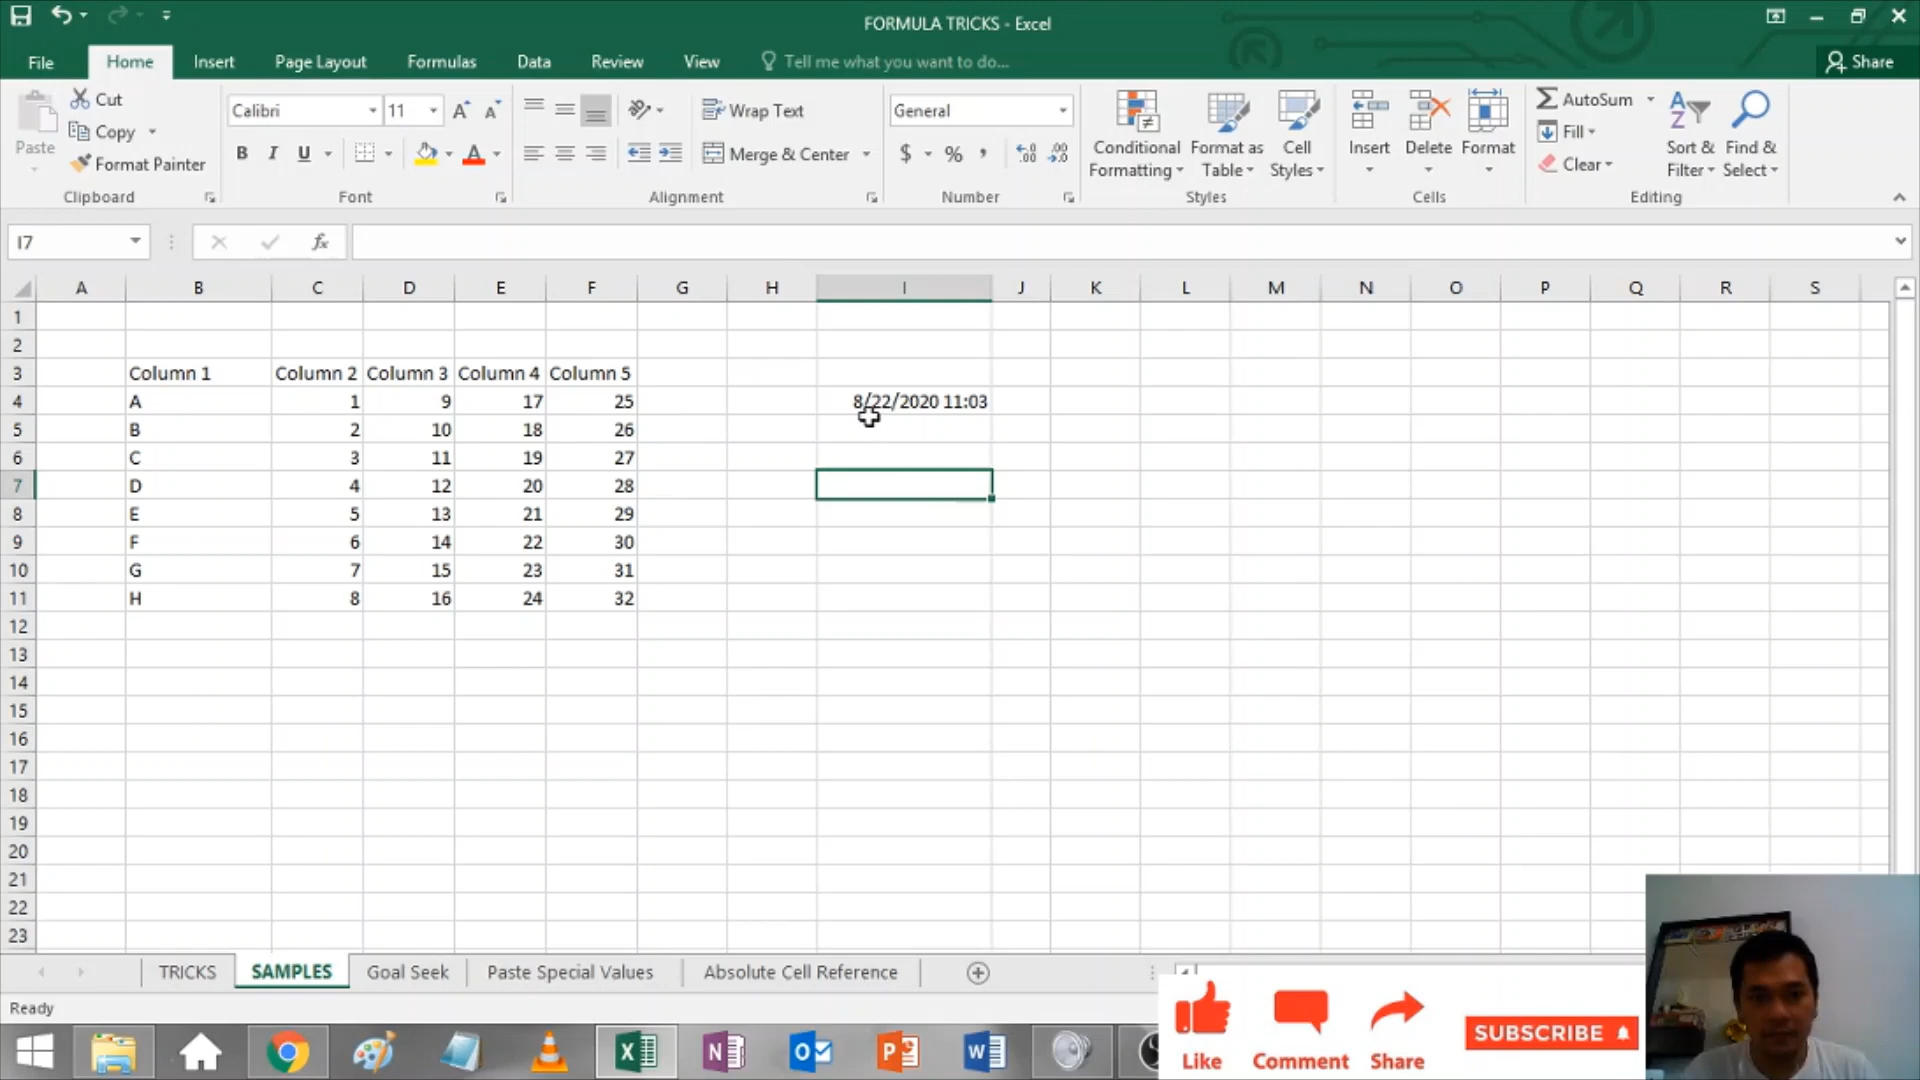 FORMULA TRICKS - Excel
File Home Insert Page Layout Formulas Data Review View Tell me what you want to do... Share
Paste
Cut
Copy
Format Painter
Clipboard
Calibri 11
B I U
Font
Wrap Text
Merge & Center
Alignment
General
$ % ,
Number
Conditional Formatting
Format as Table
Cell Styles
Styles
Insert Delete Format
Cells
AutoSum
Fill
Clear
Sort & Filter
Find & Select
Editing
I7 fx
A B C D E F G H I J K L M N O P Q R S
1
2
3 Column 1 Column 2 Column 3 Column 4 Column 5
4 A 1 9 17 25 8/22/2020 11:03
5 B 2 10 18 26
6 C 3 11 19 27
7 D 4 12 20 28
8 E 5 13 21 29
9 F 6 14 22 30
10 G 7 15 23 31
11 H 8 16 24 32
12
13
14
15
16
17
18
19
20
21
22
23
TRICKS SAMPLES Goal Seek Paste Special Values Absolute Cell Reference
Ready
Like Comment Share SUBSCRIBE